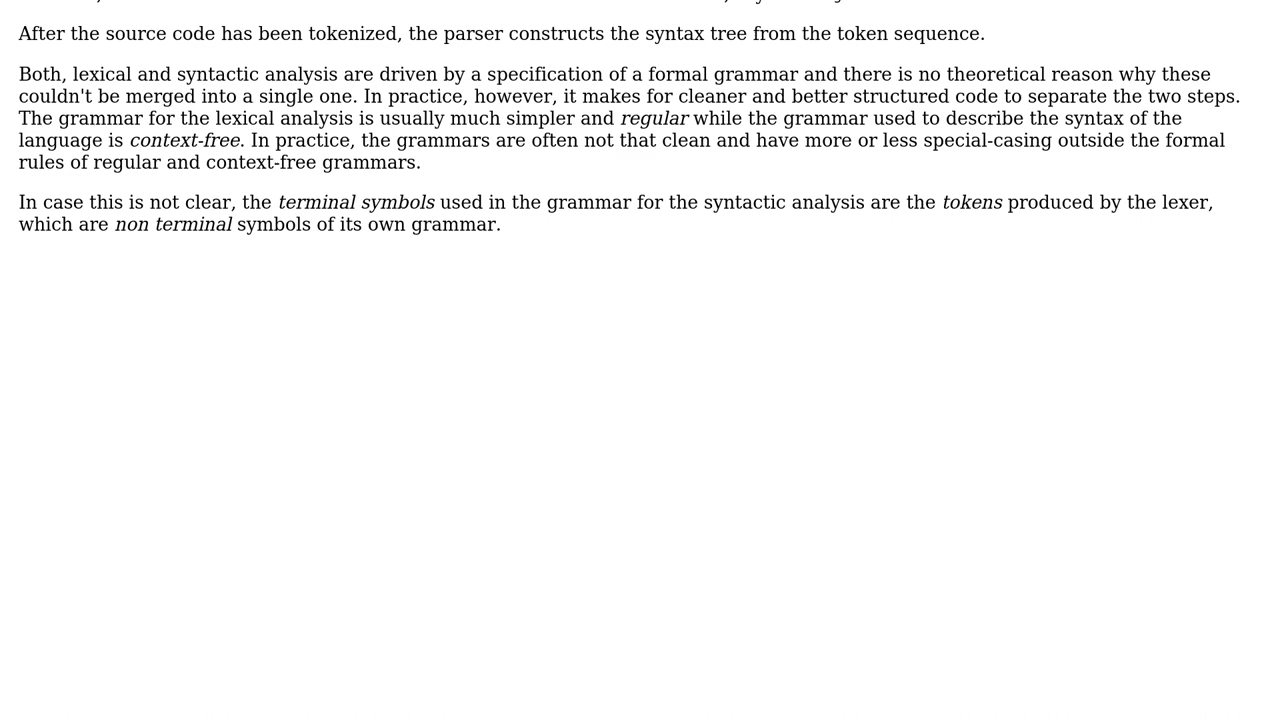 After the source code has been tokenized, the parser constructs the syntax tree from the token sequence.
Both, lexical and syntactic analysis are driven by a specification of a formal grammar and there is no theoretical reason why these
couldn't be merged into a single one. In practice, however, it makes for cleaner and better structured code to separate the two steps.
The grammar for the lexical analysis is usually much simpler and regular while the grammar used to describe the syntax of the
language is context-free. In practice, the grammars are often not that clean and have more or less special-casing outside the formal
rules of regular and context-free grammars.
In case this is not clear, the terminal symbols used in the grammar for the syntactic analysis are the tokens produced by the lexer,
which are non terminal symbols of its own grammar.